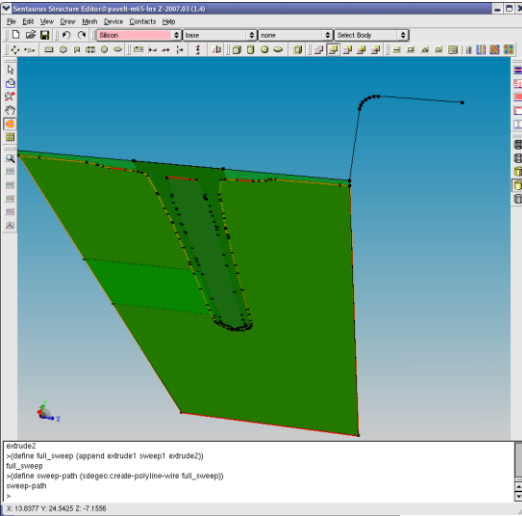 Sentaurus Structure Editor@pavelt-m65-lnx Z-2007.03 (1.4)
File Edit View Draw Mesh Device Contacts Help
Silicon base none Select Body
Y
X
extrude2
>(define full_sweep (append extrude1 sweep1 extrude2))
full_sweep
>(define sweep-path (sdegeo:create-polyline-wire full_sweep))
sweep-path
>
X: 13.8377 Y: 24.5425 Z: -7.1556